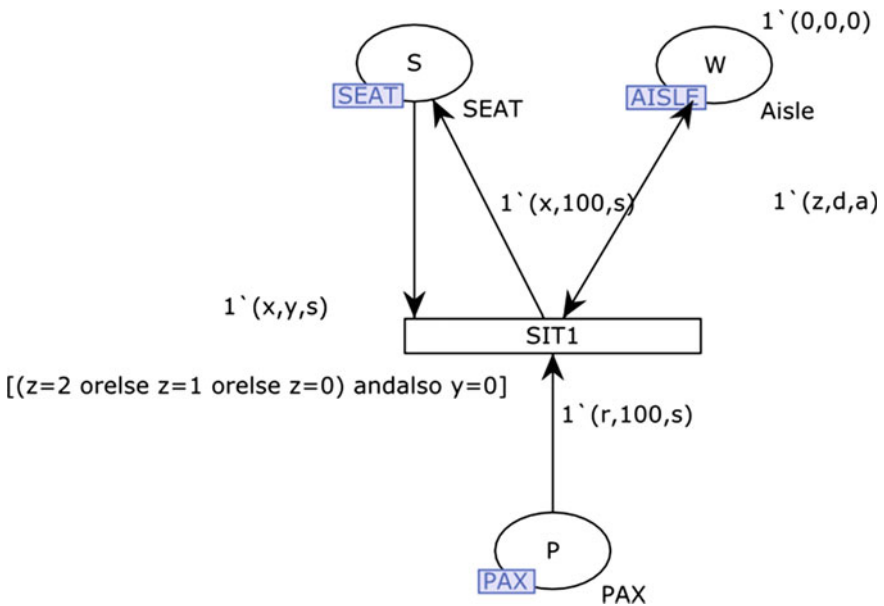 1`(0,0,0)
S
W
SEAT
AISLE
SEAT
Aisle
1`(x,100,s)
1`(z,d,a)
1`(x,y,s)
SIT1
[(z=2 orelse z=1 orelse z=0) andalso y=0]
1`(r,100,s)
P
PAX
PAX